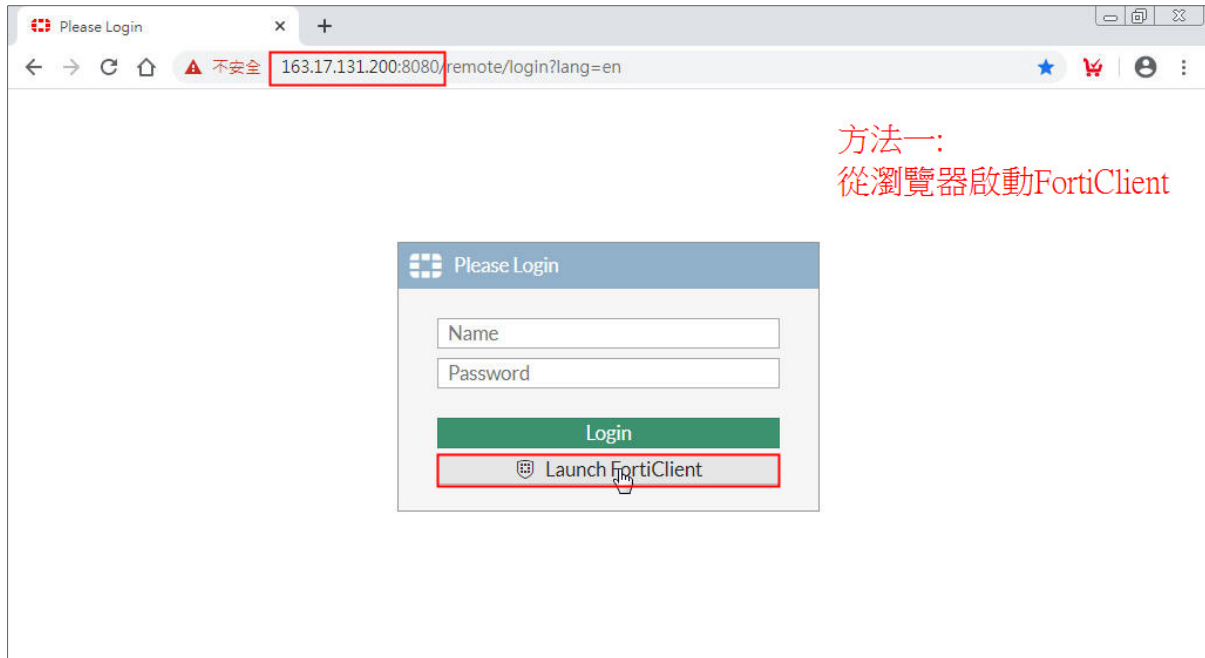 Please Login
不安全 163.17.131.200:8080/remote/login?lang=en
方法一:
從瀏覽器啟動FortiClient
Please Login
Name
Password
Login
Launch FortiClient